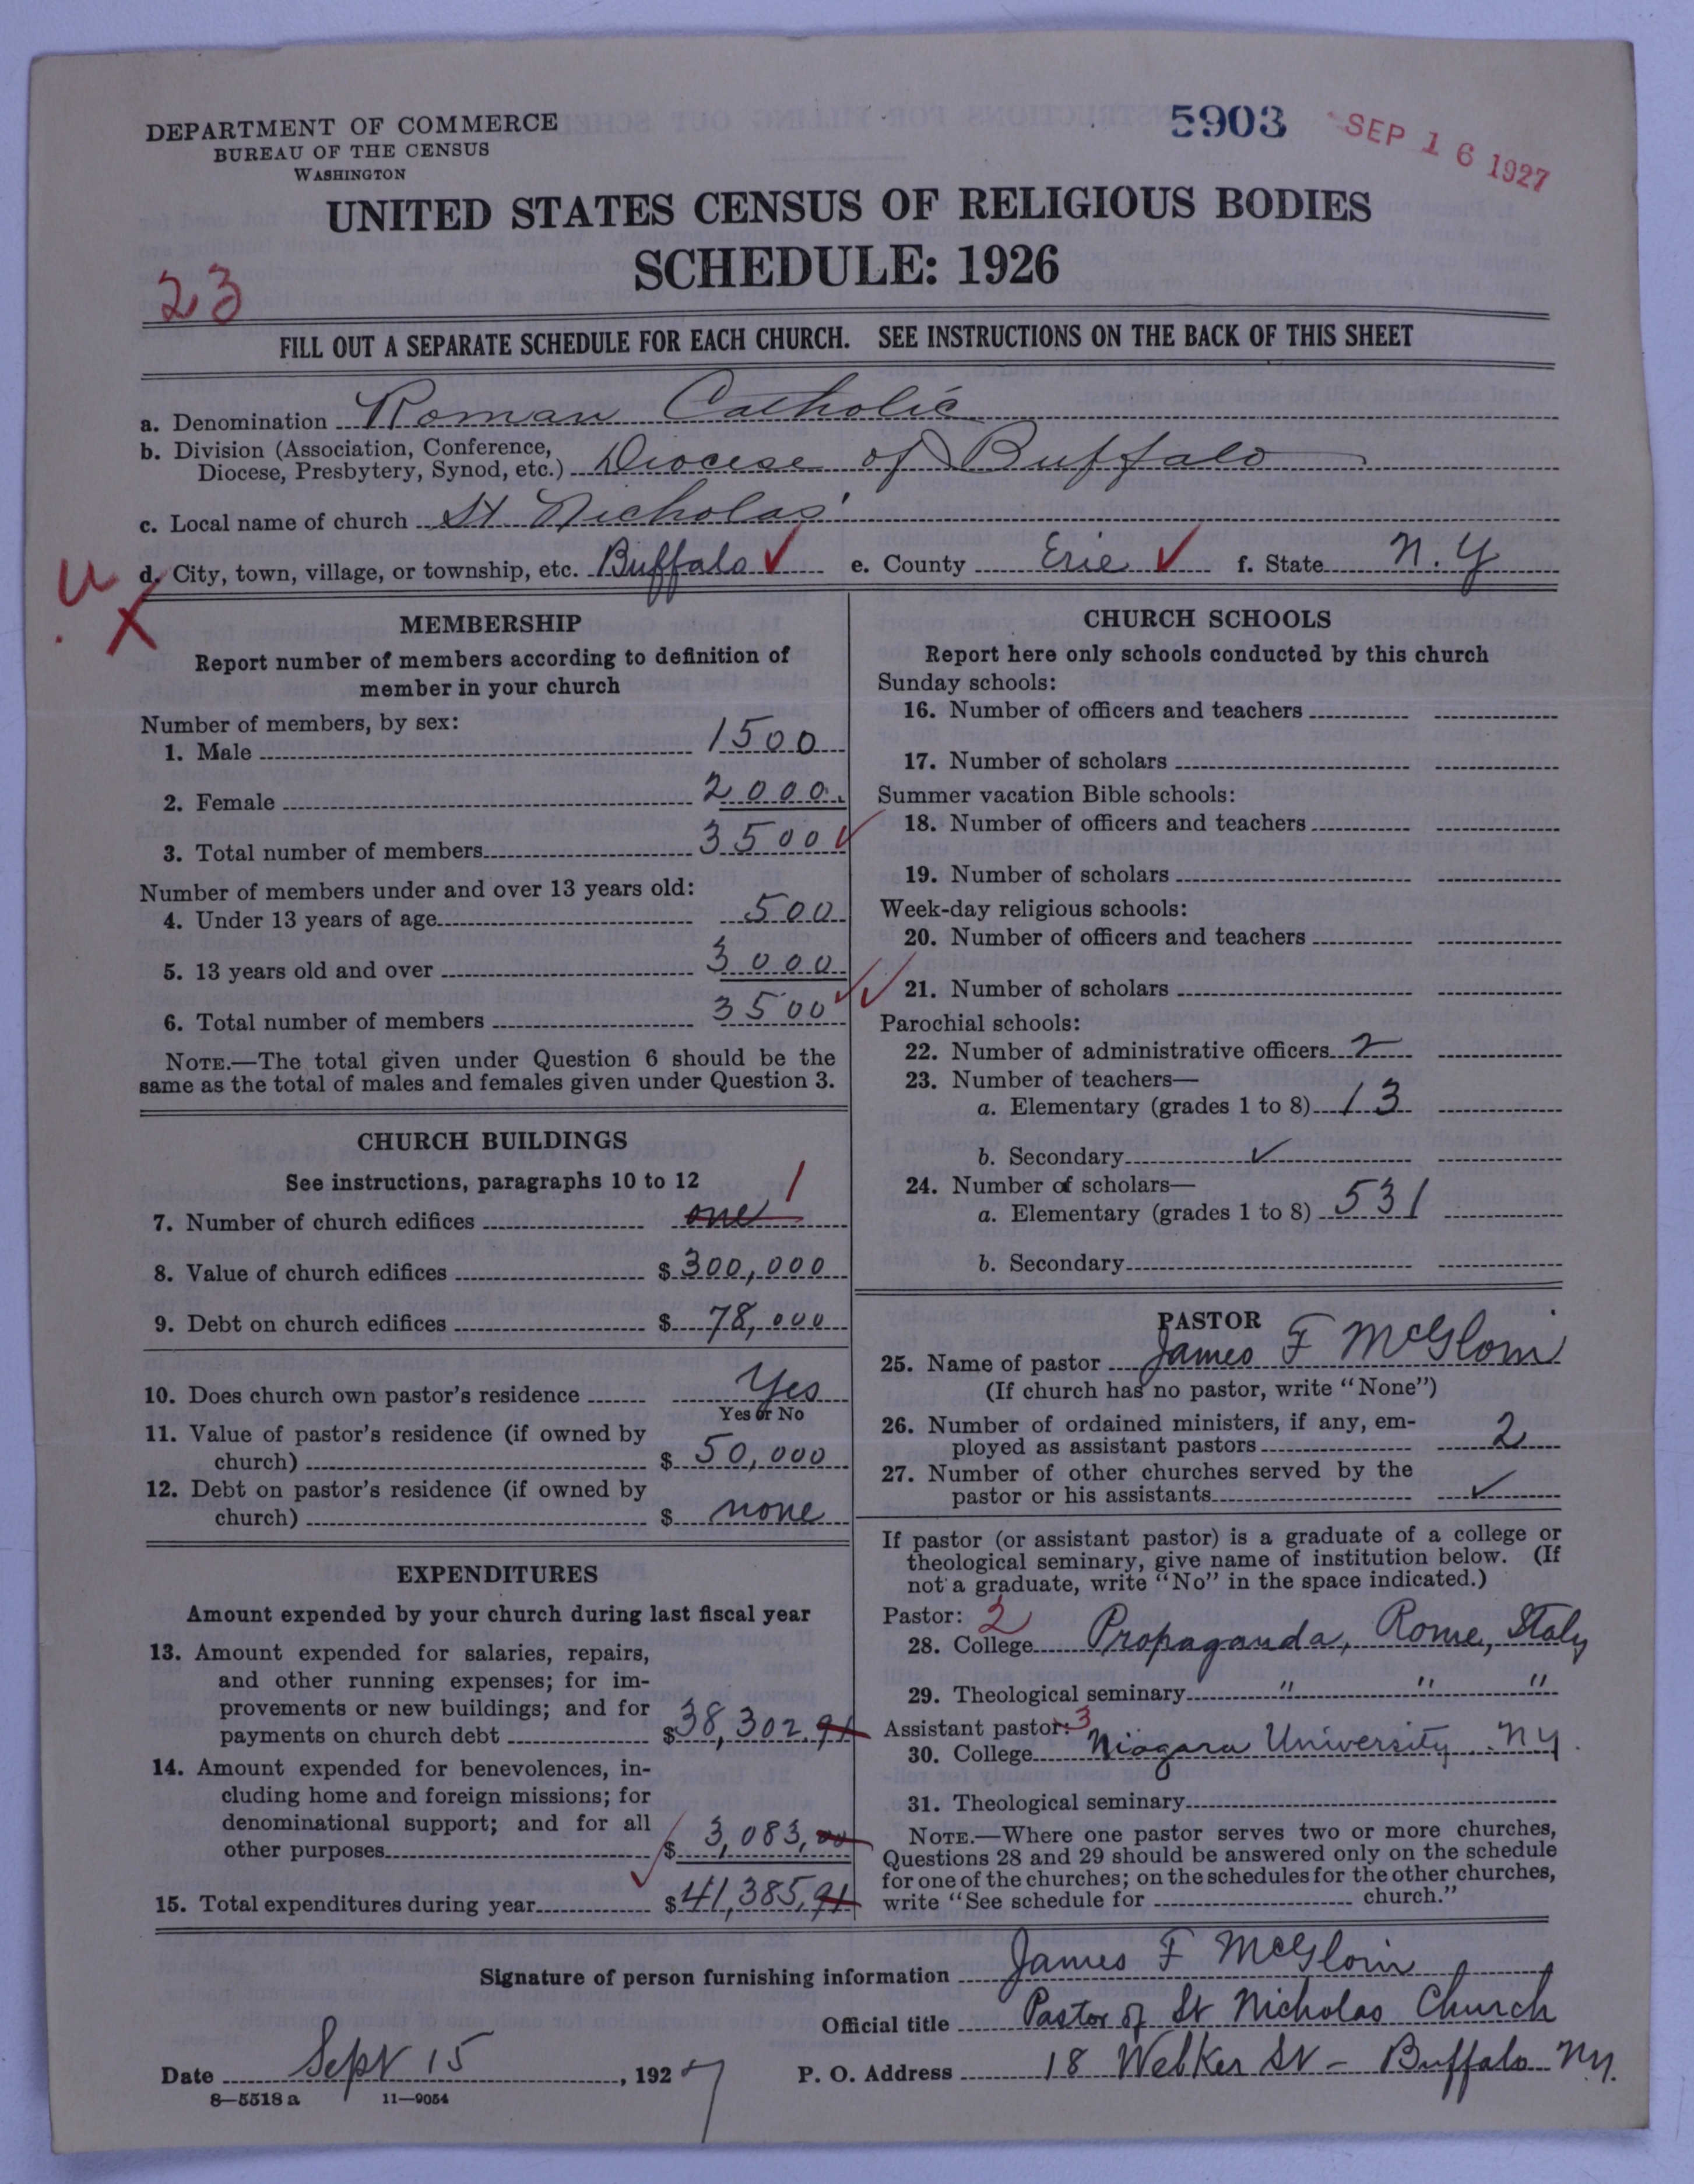 DEPARTMENT OF COMMERCE
BUREAU OF THE CENSUS
WASHINGTON
5903
SEP 16 1927
UNITED STATES CENSUS OF RELIGIOUS BODIES
SCHEDULE: 1926
23
FILL OUT A SEPARATE SCHEDULE FOR EACH CHURCH. SEE INSTRUCTIONS ON THE BACK OF THIS SHEET
a. Denomination Roman Catholic
b. Division (Association, Conference,
Diocese, Presbytery, Synod, etc.) Diocese of Buffalo
c. Local name of church St Nicholas'
d. City, town, village, or township, etc. Buffalo ✓ e. County Erie ✓ f. State N.Y
u
X
MEMBERSHIP
Report number of members according to definition of
member in your church
Number of members, by sex:
1. Male 1500
2. Female 2000.
3. Total number of members 3500 ✓
Number of members under and over 13 years old:
4. Under 13 years of age 500
5. 13 years old and over 3000
6. Total number of members 3500 ✓✓
NOTE.—The total given under Question 6 should be the
same as the total of males and females given under Question 3.
CHURCH BUILDINGS
See instructions, paragraphs 10 to 12
7. Number of church edifices one 1
8. Value of church edifices $ 300,000
9. Debt on church edifices $ 78,000
10. Does church own pastor's residence Yes
Yes or No
11. Value of pastor's residence (if owned by
church) $ 50,000
12. Debt on pastor's residence (if owned by
church) $ none
EXPENDITURES
Amount expended by your church during last fiscal year
13. Amount expended for salaries, repairs,
and other running expenses; for im-
provements or new buildings; and for
payments on church debt $38,302.91
14. Amount expended for benevolences, in-
cluding home and foreign missions; for
denominational support; and for all
other purposes $ 3,083,00
15. Total expenditures during year $41,385.91
CHURCH SCHOOLS
Report here only schools conducted by this church
Sunday schools:
16. Number of officers and teachers
17. Number of scholars
Summer vacation Bible schools:
18. Number of officers and teachers
19. Number of scholars
Week-day religious schools:
20. Number of officers and teachers
21. Number of scholars
Parochial schools:
22. Number of administrative officers 2
23. Number of teachers—
a. Elementary (grades 1 to 8) 13
b. Secondary ✓
24. Number of scholars—
a. Elementary (grades 1 to 8) 531
b. Secondary
PASTOR
25. Name of pastor James F McGloin
(If church has no pastor, write "None")
26. Number of ordained ministers, if any, em-
ployed as assistant pastors 2
27. Number of other churches served by the
pastor or his assistants ✓
If pastor (or assistant pastor) is a graduate of a college or
theological seminary, give name of institution below. (If
not a graduate, write "No" in the space indicated.)
Pastor: 2
28. College Propaganda, Rome, Italy
29. Theological seminary " " "
Assistant pastor: 3
30. College Niagara University N Y.
31. Theological seminary
NOTE.—Where one pastor serves two or more churches,
Questions 28 and 29 should be answered only on the schedule
for one of the churches; on the schedules for the other churches,
write "See schedule for church."
Signature of person furnishing information James F McGloin
Official title Pastor of St Nicholas Church
Date Sept 15, 1927 P. O. Address 18 Welker St - Buffalo N.Y.
8—5518 a 11—9054